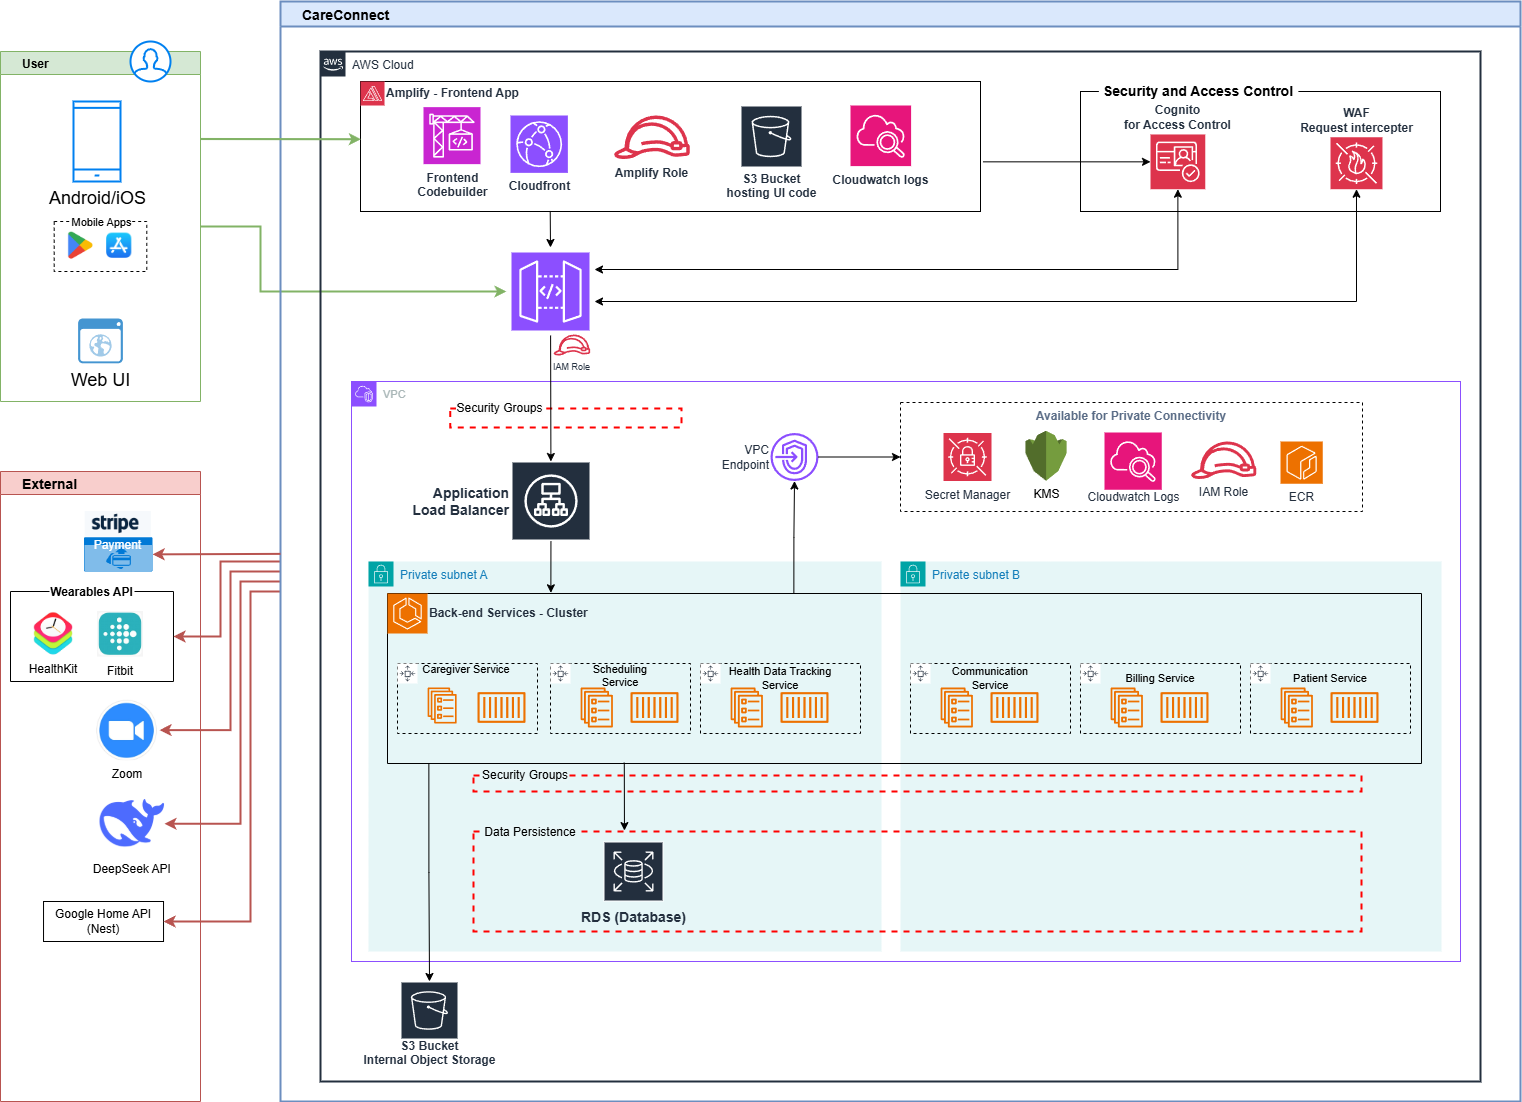 CareConnect
User
Android/iOS
Mobile Apps
Web UI
aws
AWS Cloud
Amplify - Frontend App
Frontend
Codebuilder
Cloudfront
Amplify Role
S3 Bucket
hosting UI code
Cloudwatch logs
Security and Access Control
Cognito
for Access Control
WAF
Request intercepter
IAM Role
VPC
Security Groups
Application
Load Balancer
VPC
Endpoint
Available for Private Connectivity
Secret Manager
KMS
Cloudwatch Logs
IAM Role
ECR
External
stripe
Payment
Wearables API
HealthKit
Fitbit
Zoom
DeepSeek API
Google Home API
(Nest)
Private subnet A
Private subnet B
Back-end Services - Cluster
Caregiver Service
Scheduling
Service
Health Data Tracking
Service
Communication
Service
Billing Service
Patient Service
Security Groups
Data Persistence
RDS (Database)
S3 Bucket
Internal Object Storage